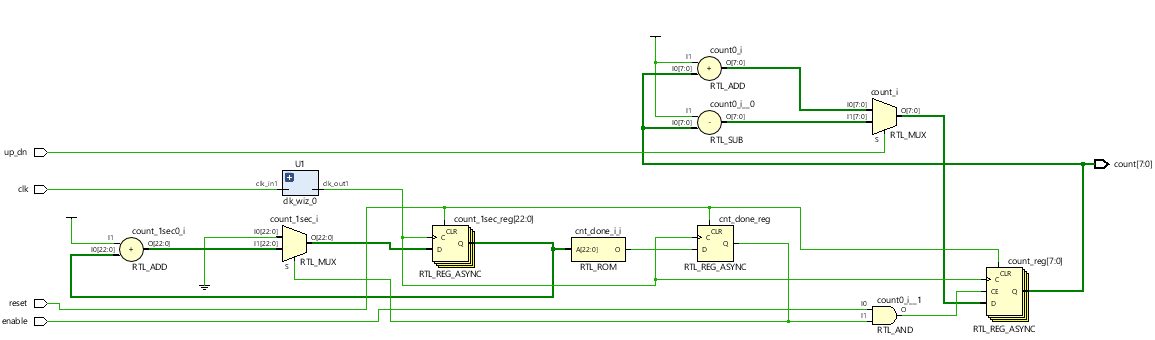 count0_i
I1
I0[7:0]
O[7:0]
RTL_ADD
count0_i__0
I1
I0[7:0]
O[7:0]
RTL_SUB
count_i
I0[7:0]
I1[7:0]
O[7:0]
S
RTL_MUX
up_dn
count[7:0]
U1
clk
clk_in1
clk_out1
clk_wiz_0
count_1sec0_i
I1
I0[22:0]
O[22:0]
RTL_ADD
count_1sec_i
I0[22:0]
I1[22:0]
O[22:0]
S
RTL_MUX
count_1sec_reg[22:0]
CLR
C
Q
D
RTL_REG_ASYNC
cnt_done_i_i
A[22:0]
O
RTL_ROM
cnt_done_reg
CLR
C
Q
D
RTL_REG_ASYNC
count_reg[7:0]
CLR
C
CE
Q
D
RTL_REG_ASYNC
reset
enable
count0_i__1
I0
I1
O
RTL_AND